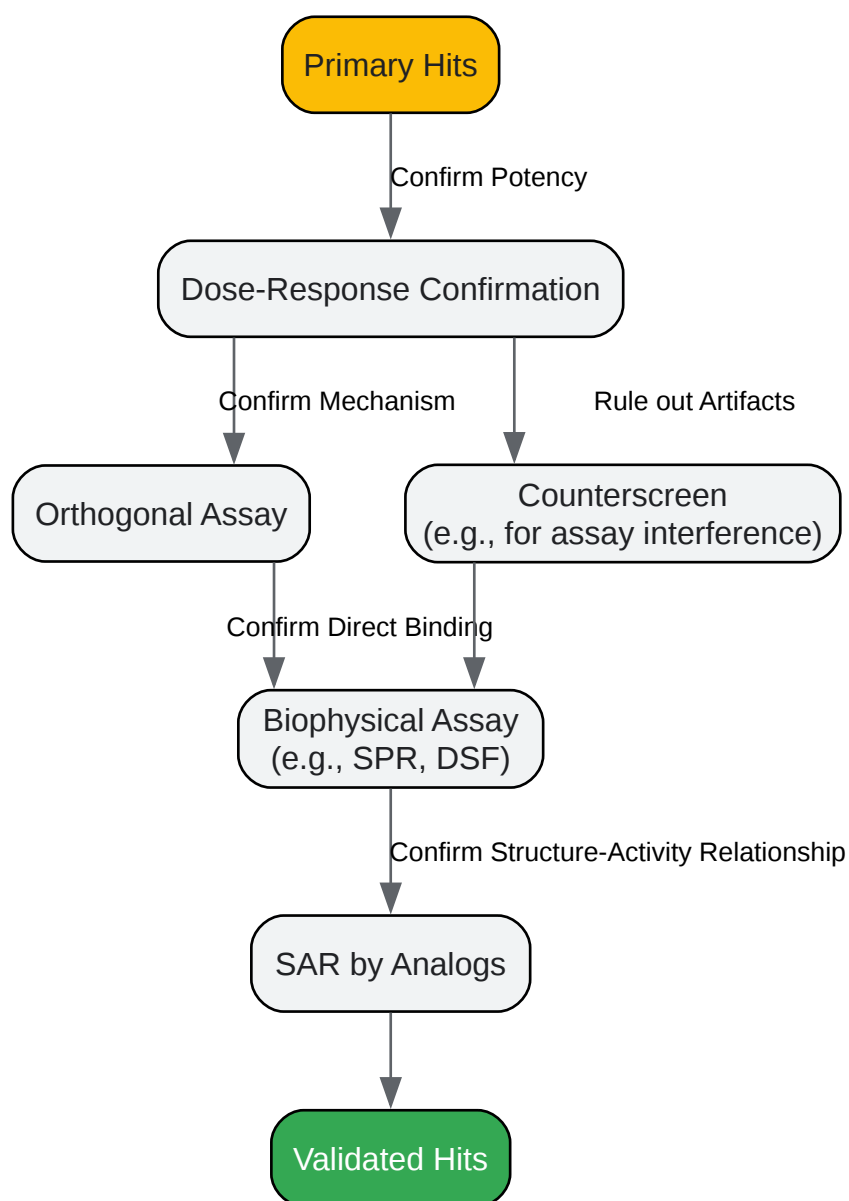 Primary Hits
Confirm Potency
Dose-Response Confirmation
Confirm Mechanism
Rule out Artifacts
Orthogonal Assay
Counterscreen
(e.g., for assay interference)
Confirm Direct Binding
Biophysical Assay
(e.g., SPR, DSF)
Confirm Structure-Activity Relationship
SAR by Analogs
Validated Hits